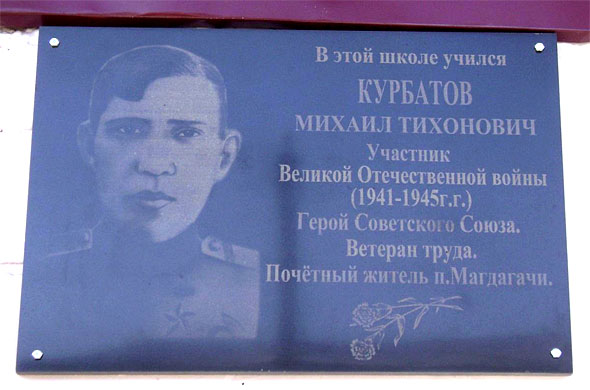 В этой школе учился
КУРБАТОВ
МИХАИЛ ТИХОНОВИЧ
Участник
Великой Отечественной войны
(1941-1945г.г.)
Герой Советского Союза.
Ветеран труда.
Почётный житель п.Магдагачи.